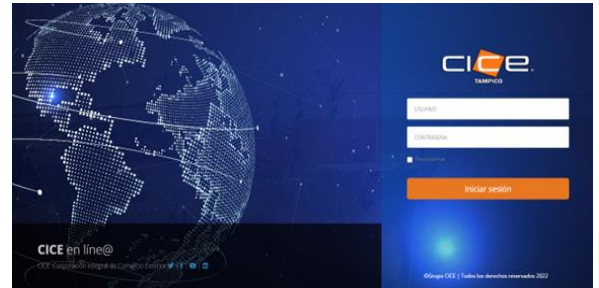 CICE
TAMPICO
USUARIO
CONTRASEÑA
Iniciar sesión
CICE en líne@
CICE -Corporación Integral de Comercio Exterior
©Grupo CICE | Todos los derechos reservados 2022